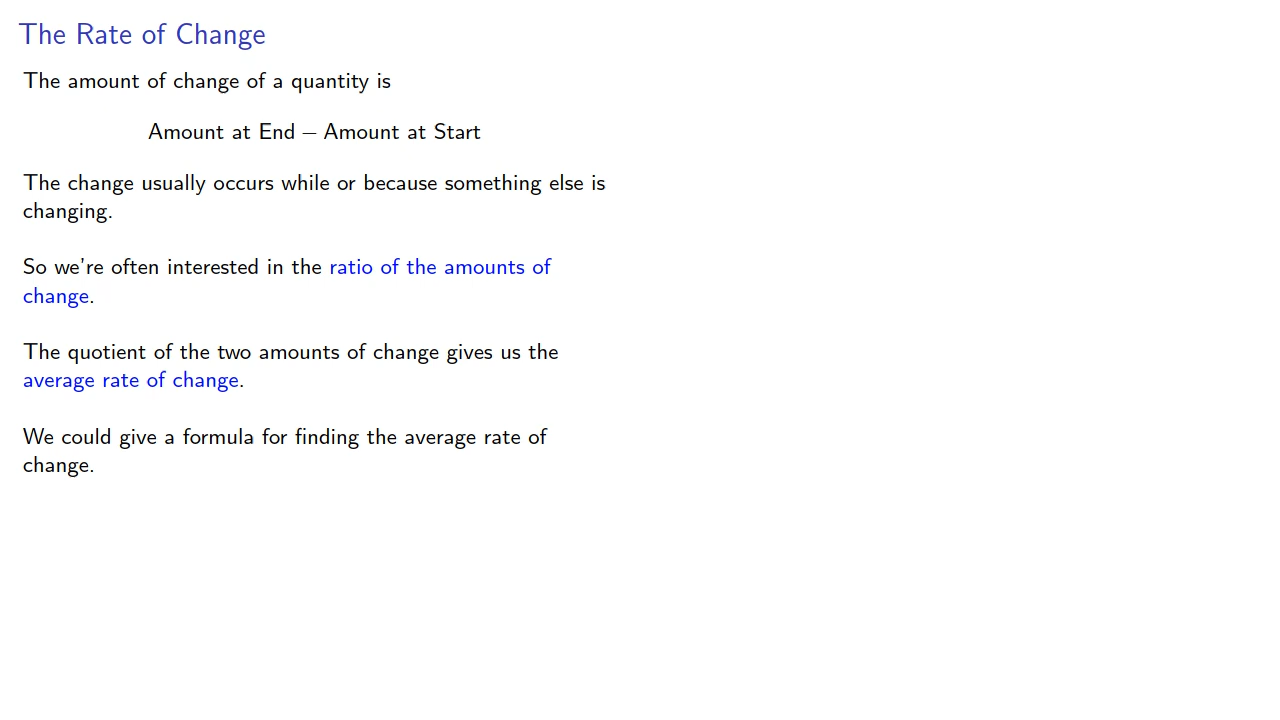 The Rate of Change
The amount of change of a quantity is
Amount at End – Amount at Start
The change usually occurs while or because something else is
changing.
So we're often interested in the ratio of the amounts of
change.
The quotient of the two amounts of change gives us the
average rate of change.
We could give a formula for finding the average rate of
change.